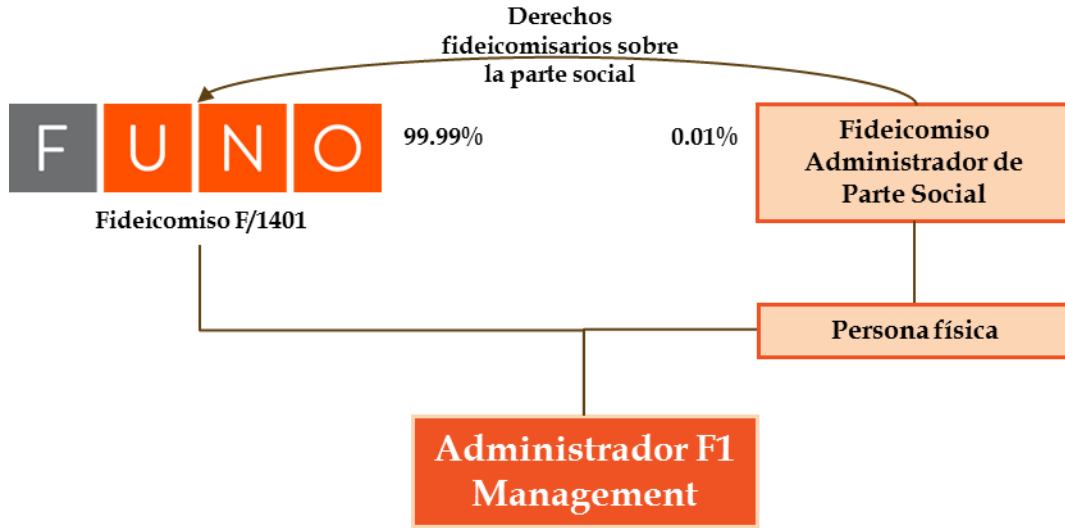 Derechos
fideicomisarios sobre
la parte social
FUNO
99.99%
0.01%
Fideicomiso
Administrador de
Parte Social
Fideicomiso F/1401
Persona física
Administrador F1
Management